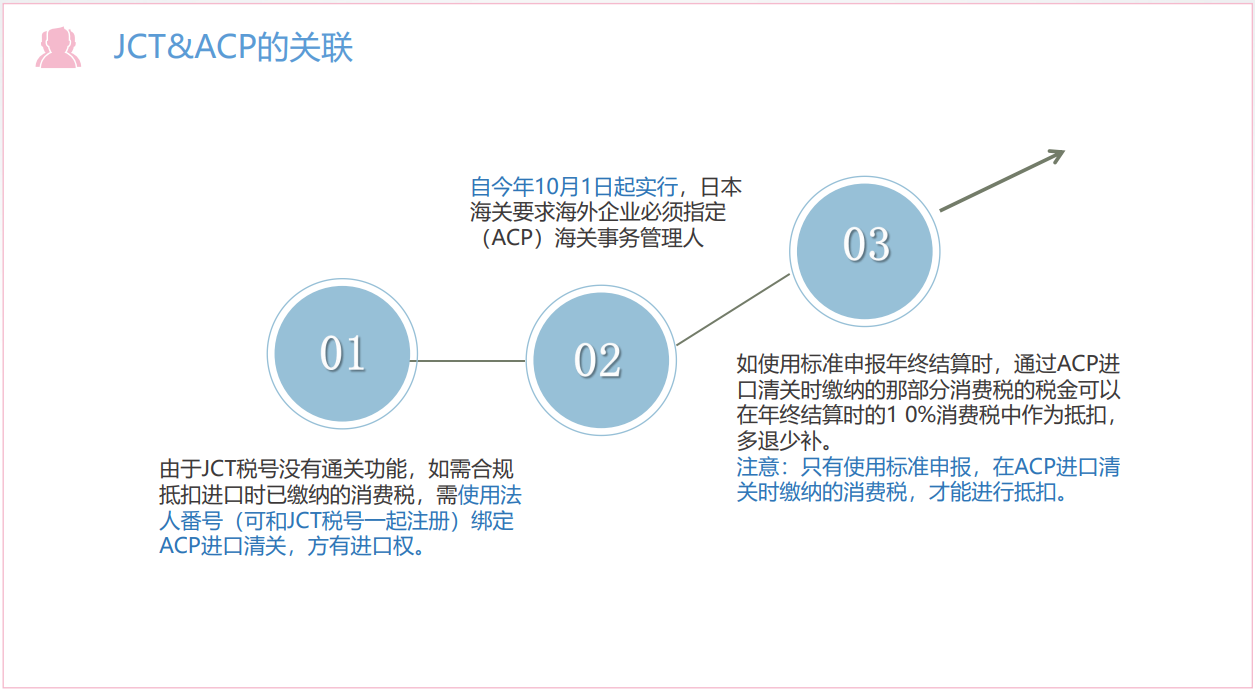 JCT&ACP的关联
01
由于JCT税号没有通关功能，如需合规
抵扣进口时已缴纳的消费税，需使用法
人番号（可和JCT税号一起注册）绑定
ACP进口清关，方有进口权。
自今年10月1日起实行，日本
海关要求海外企业必须指定
（ACP）海关事务管理人
02
03
如使用标准申报年终结算时，通过ACP进
口清关时缴纳的那部分消费税的税金可以
在年终结算时的1 0%消费税中作为抵扣，
多退少补。
注意：只有使用标准申报，在ACP进口清
关时缴纳的消费税，才能进行抵扣。